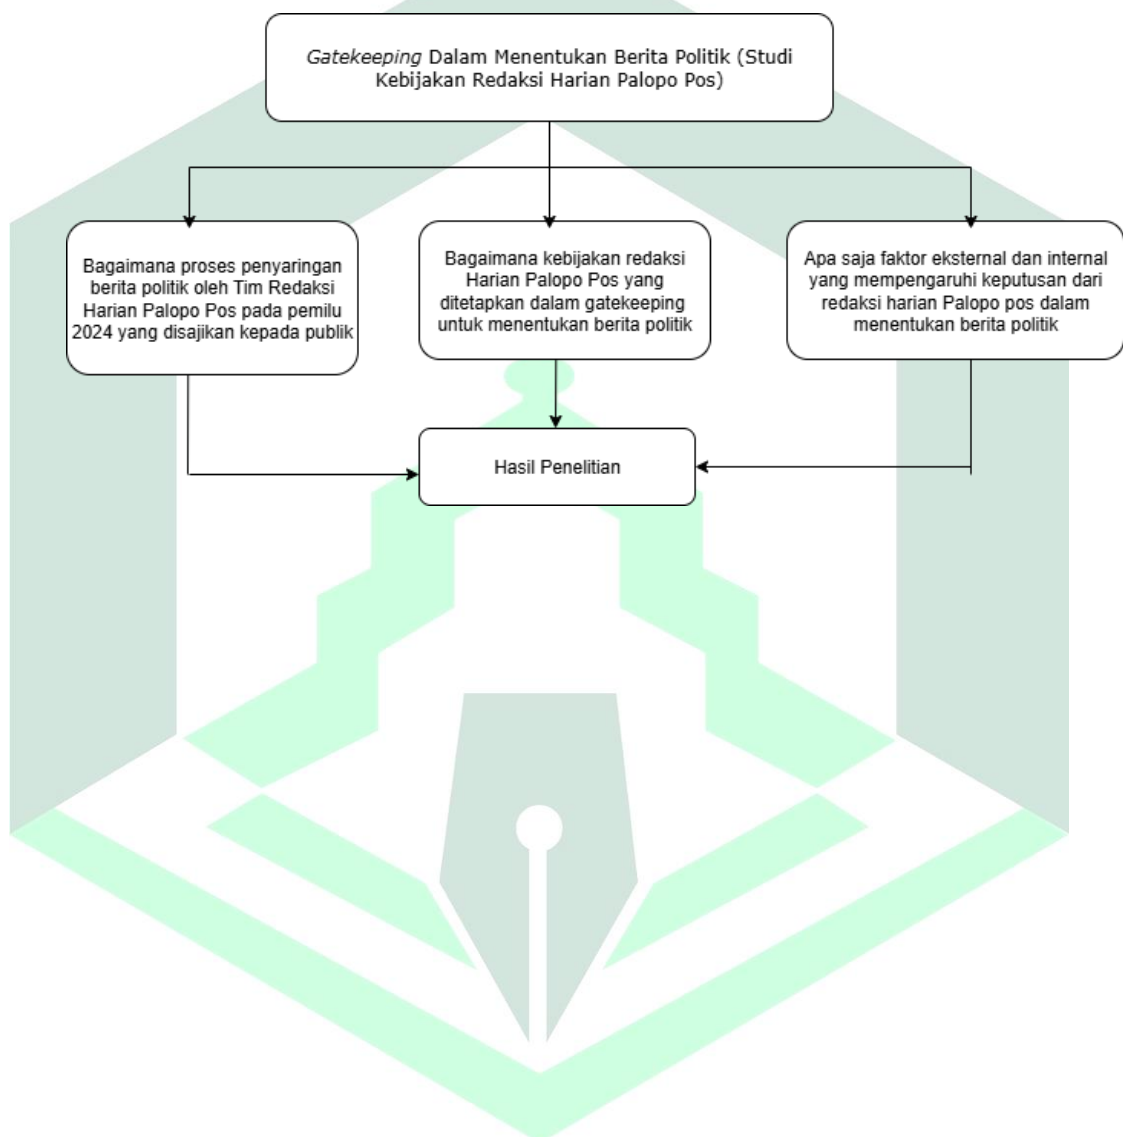 Gatekeeping Dalam Menentukan Berita Politik (Studi
Kebijakan Redaksi Harian Palopo Pos)
Bagaimana proses penyaringan
berita politik oleh Tim Redaksi
Harian Palopo Pos pada pemilu
2024 yang disajikan kepada publik
Bagaimana kebijakan redaksi
Harian Palopo Pos yang
ditetapkan dalam gatekeeping
untuk menentukan berita politik
Apa saja faktor eksternal dan internal
yang mempengaruhi keputusan dari
redaksi harian Palopo pos dalam
menentukan berita politik
Hasil Penelitian